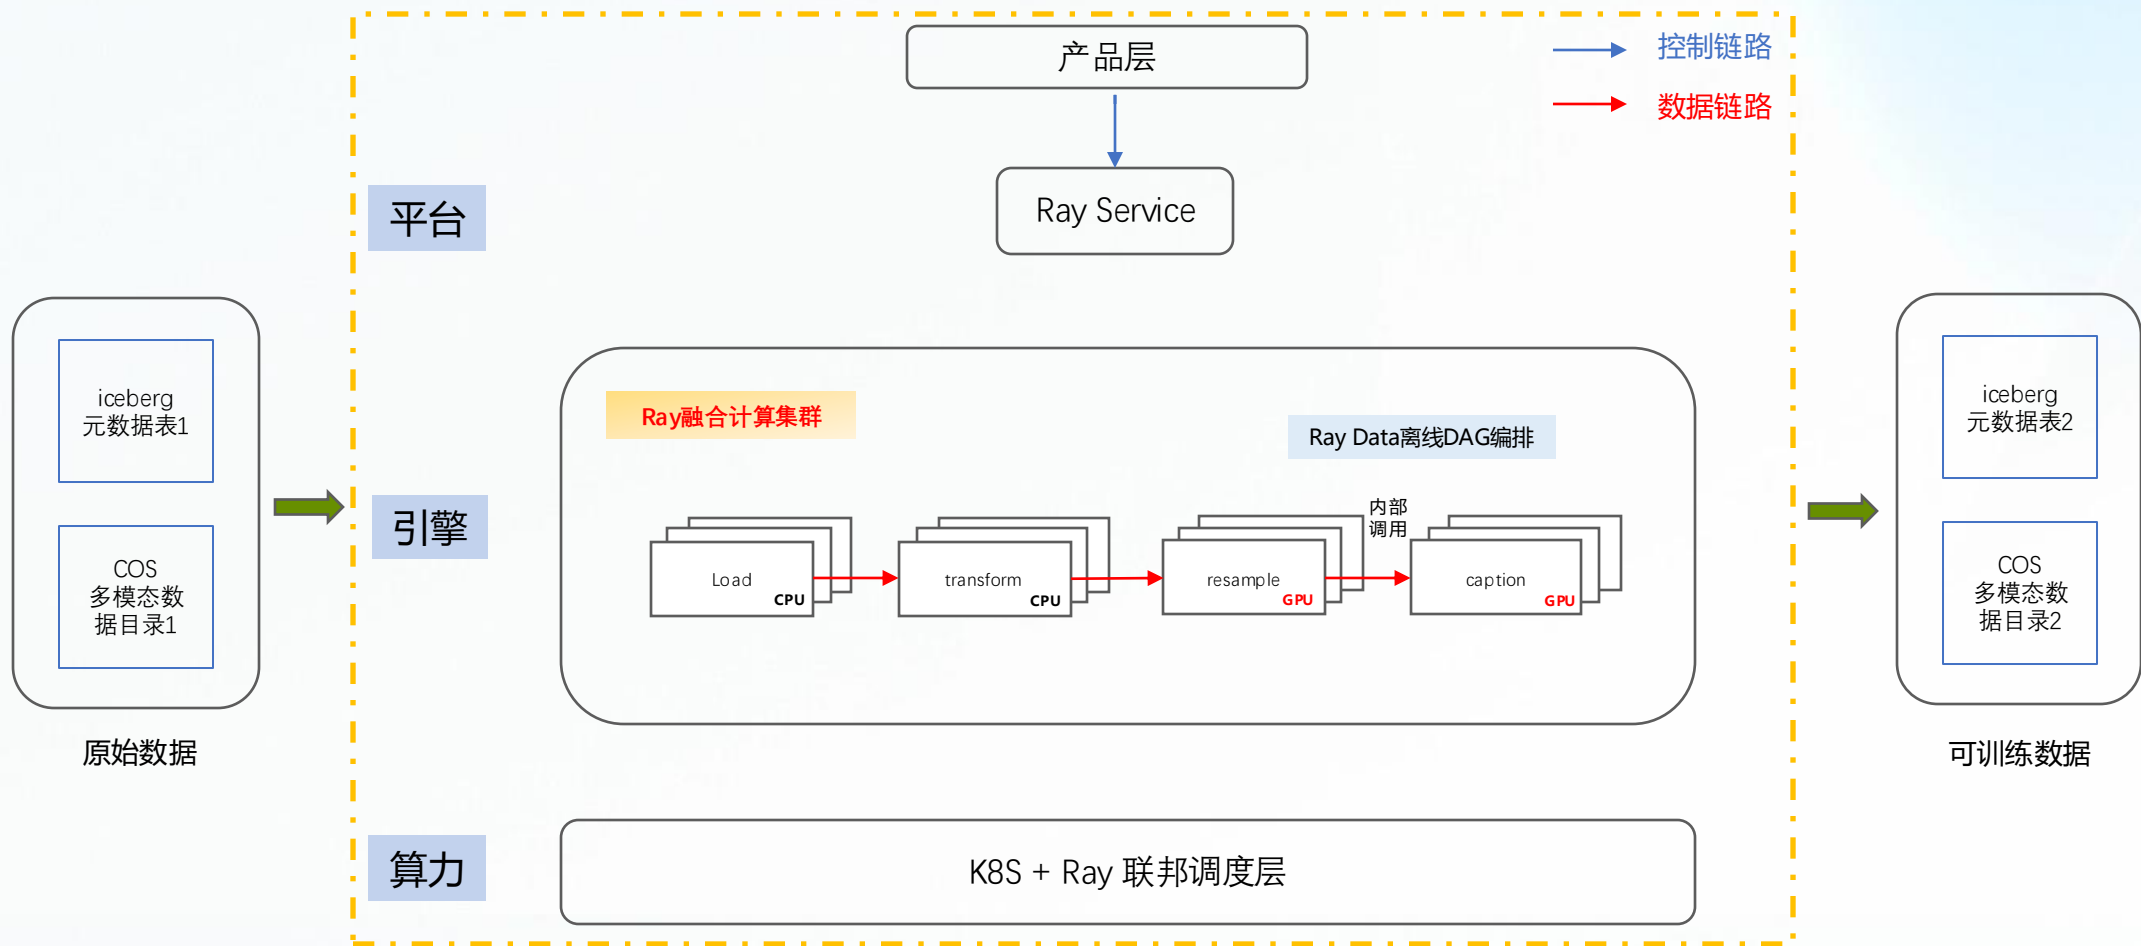 产品层
控制链路
数据链路
Ray Service
平台
iceberg
元数据表1
COS
多模态数
据目录1
原始数据
引擎
Ray融合计算集群
Ray Data离线DAG编排
Load
CPU
transform
CPU
resample
GPU
内部
调用
caption
GPU
iceberg
元数据表2
COS
多模态数
据目录2
可训练数据
算力
K8S + Ray 联邦调度层